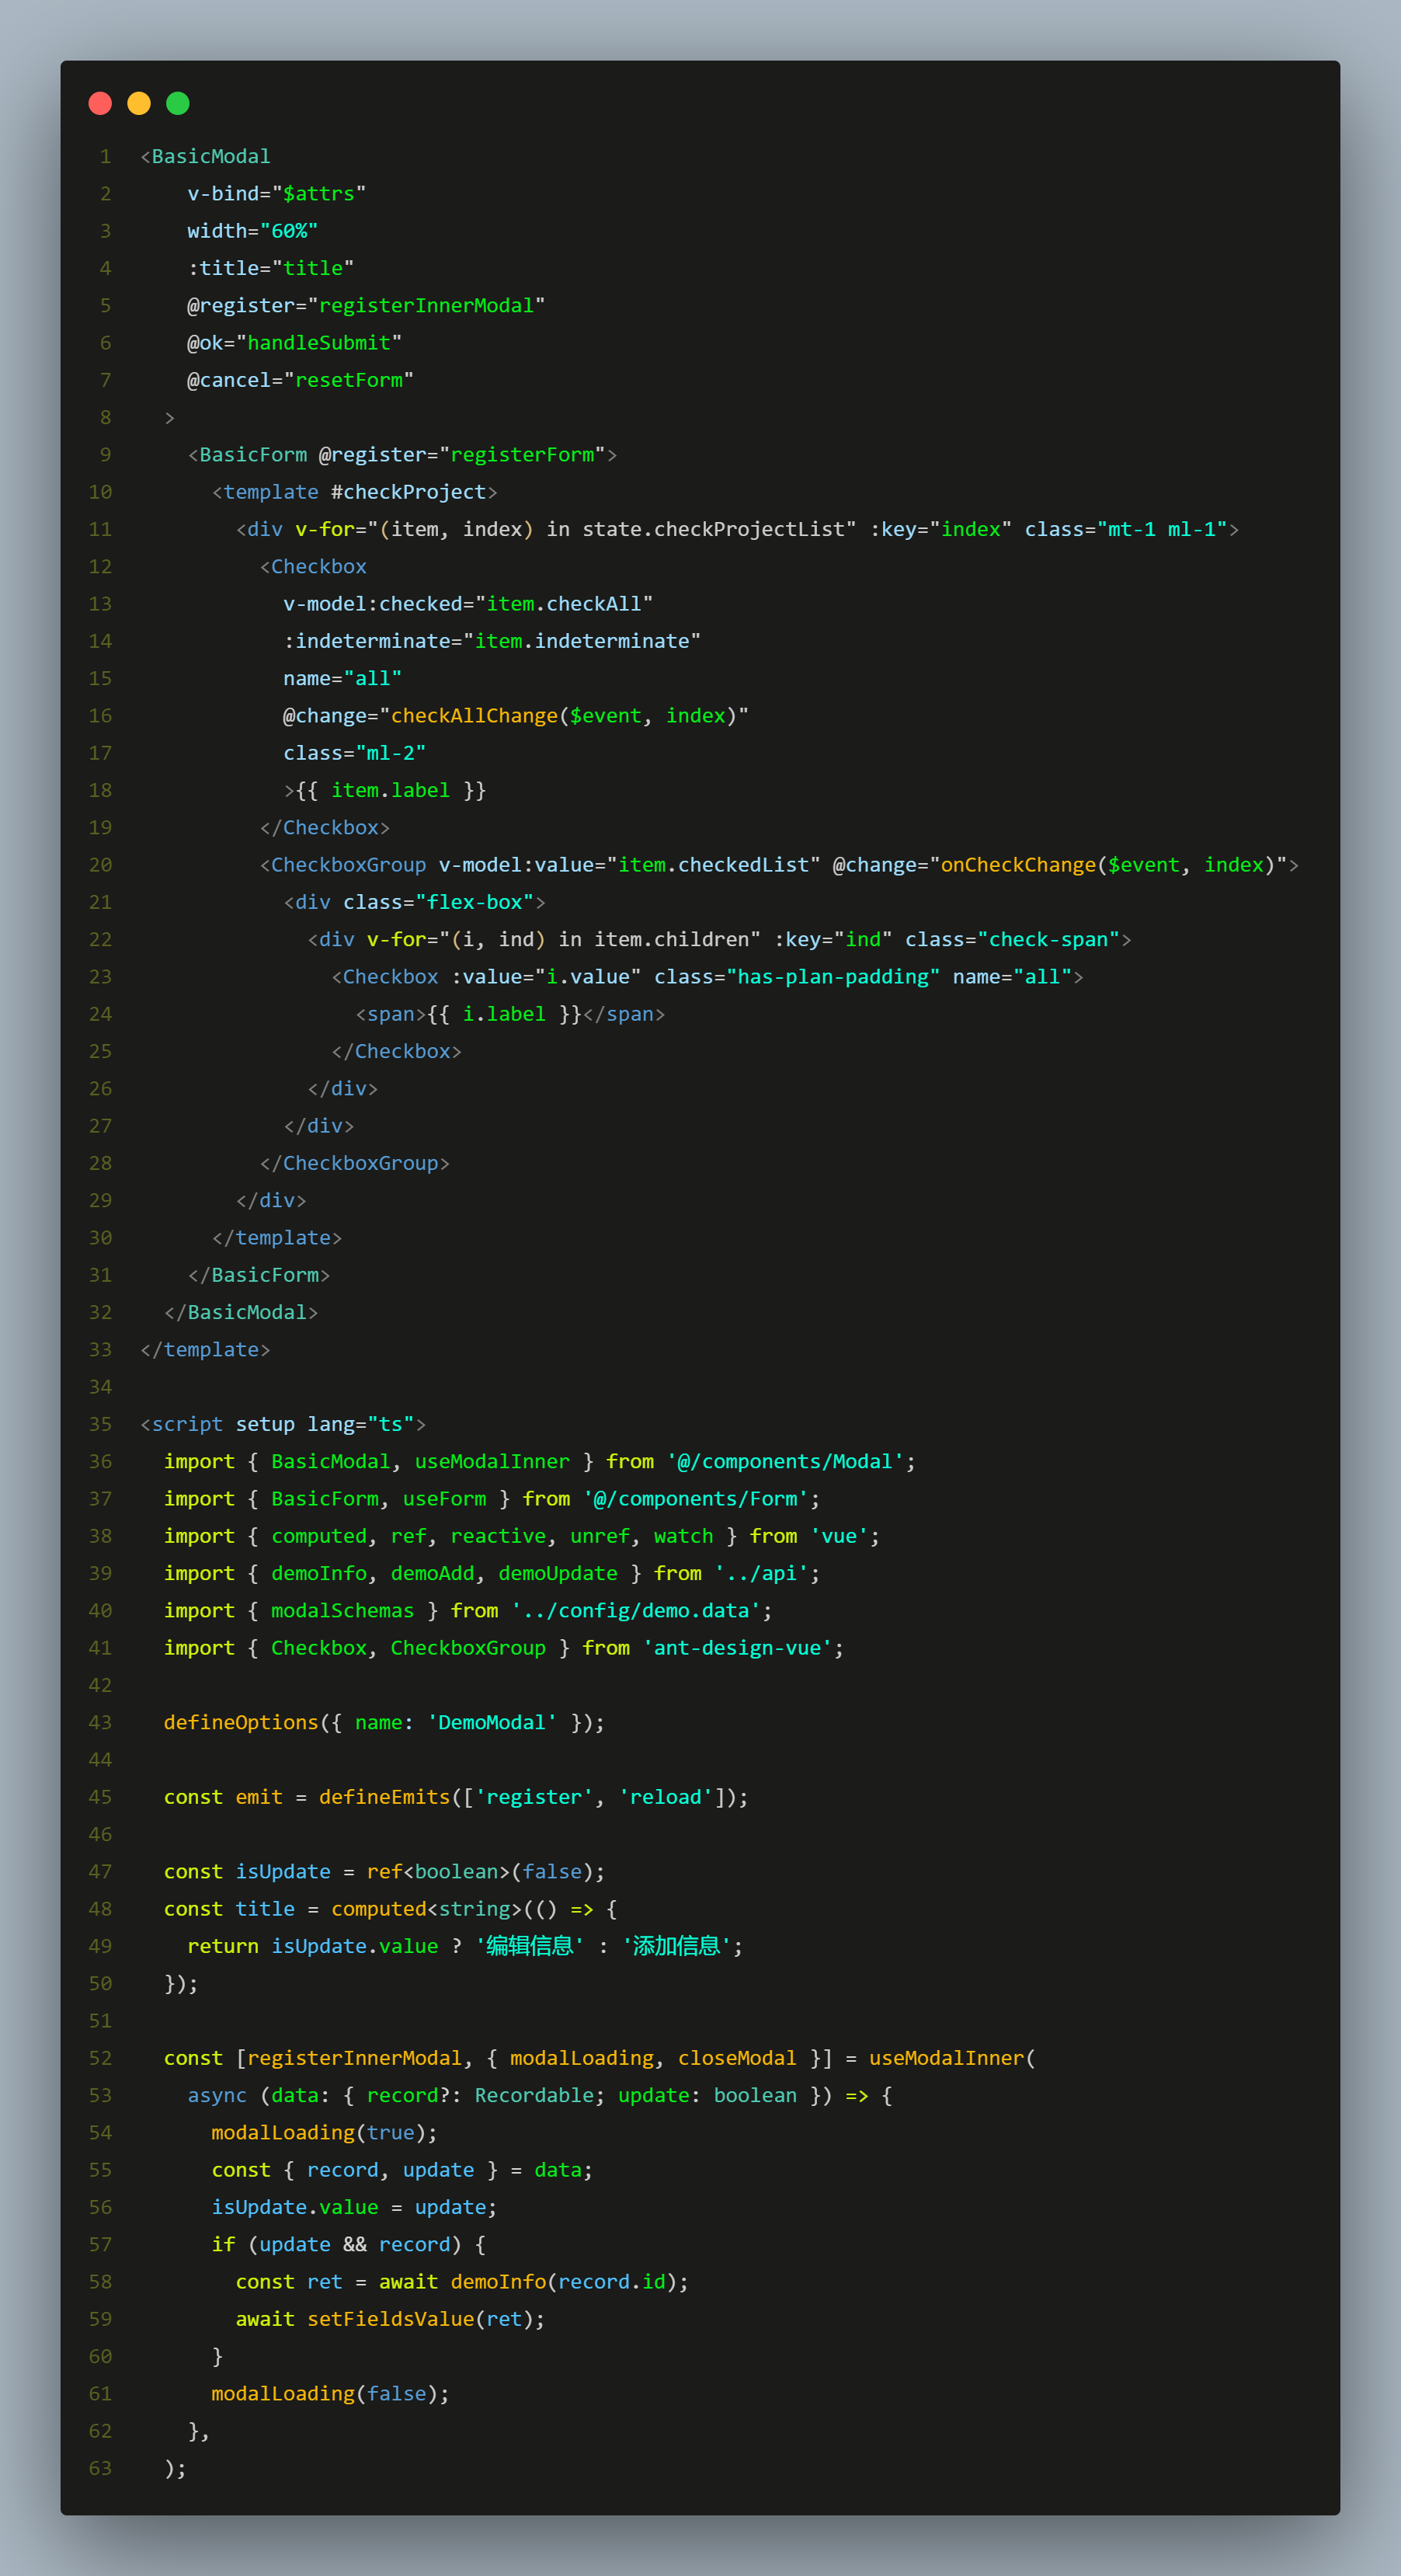 1 <BasicModal
2     v-bind="$attrs"
3     width="60%"
4     :title="title"
5     @register="registerInnerModal"
6     @ok="handleSubmit"
7     @cancel="resetForm"
8   >
9     <BasicForm @register="registerForm">
10       <template #checkProject>
11         <div v-for="(item, index) in state.checkProjectList" :key="index" class="mt-1 ml-1">
12           <Checkbox
13             v-model:checked="item.checkAll"
14             :indeterminate="item.indeterminate"
15             name="all"
16             @change="checkAllChange($event, index)"
17             class="ml-2"
18             >{{ item.label }}
19           </Checkbox>
20           <CheckboxGroup v-model:value="item.checkedList" @change="onCheckChange($event, index)">
21             <div class="flex-box">
22               <div v-for="(i, ind) in item.children" :key="ind" class="check-span">
23                 <Checkbox :value="i.value" class="has-plan-padding" name="all">
24                   <span>{{ i.label }}</span>
25                 </Checkbox>
26               </div>
27             </div>
28           </CheckboxGroup>
29         </div>
30       </template>
31     </BasicForm>
32   </BasicModal>
33 </template>
34
35 <script setup lang="ts">
36   import { BasicModal, useModalInner } from '@/components/Modal';
37   import { BasicForm, useForm } from '@/components/Form';
38   import { computed, ref, reactive, unref, watch } from 'vue';
39   import { demoInfo, demoAdd, demoUpdate } from '../api';
40   import { modalSchemas } from '../config/demo.data';
41   import { Checkbox, CheckboxGroup } from 'ant-design-vue';
42
43   defineOptions({ name: 'DemoModal' });
44
45   const emit = defineEmits(['register', 'reload']);
46
47   const isUpdate = ref<boolean>(false);
48   const title = computed<string>(() => {
49     return isUpdate.value ? '编辑信息' : '添加信息';
50   });
51
52   const [registerInnerModal, { modalLoading, closeModal }] = useModalInner(
53     async (data: { record?: Recordable; update: boolean }) => {
54       modalLoading(true);
55       const { record, update } = data;
56       isUpdate.value = update;
57       if (update && record) {
58         const ret = await demoInfo(record.id);
59         await setFieldsValue(ret);
60       }
61       modalLoading(false);
62     },
63   );